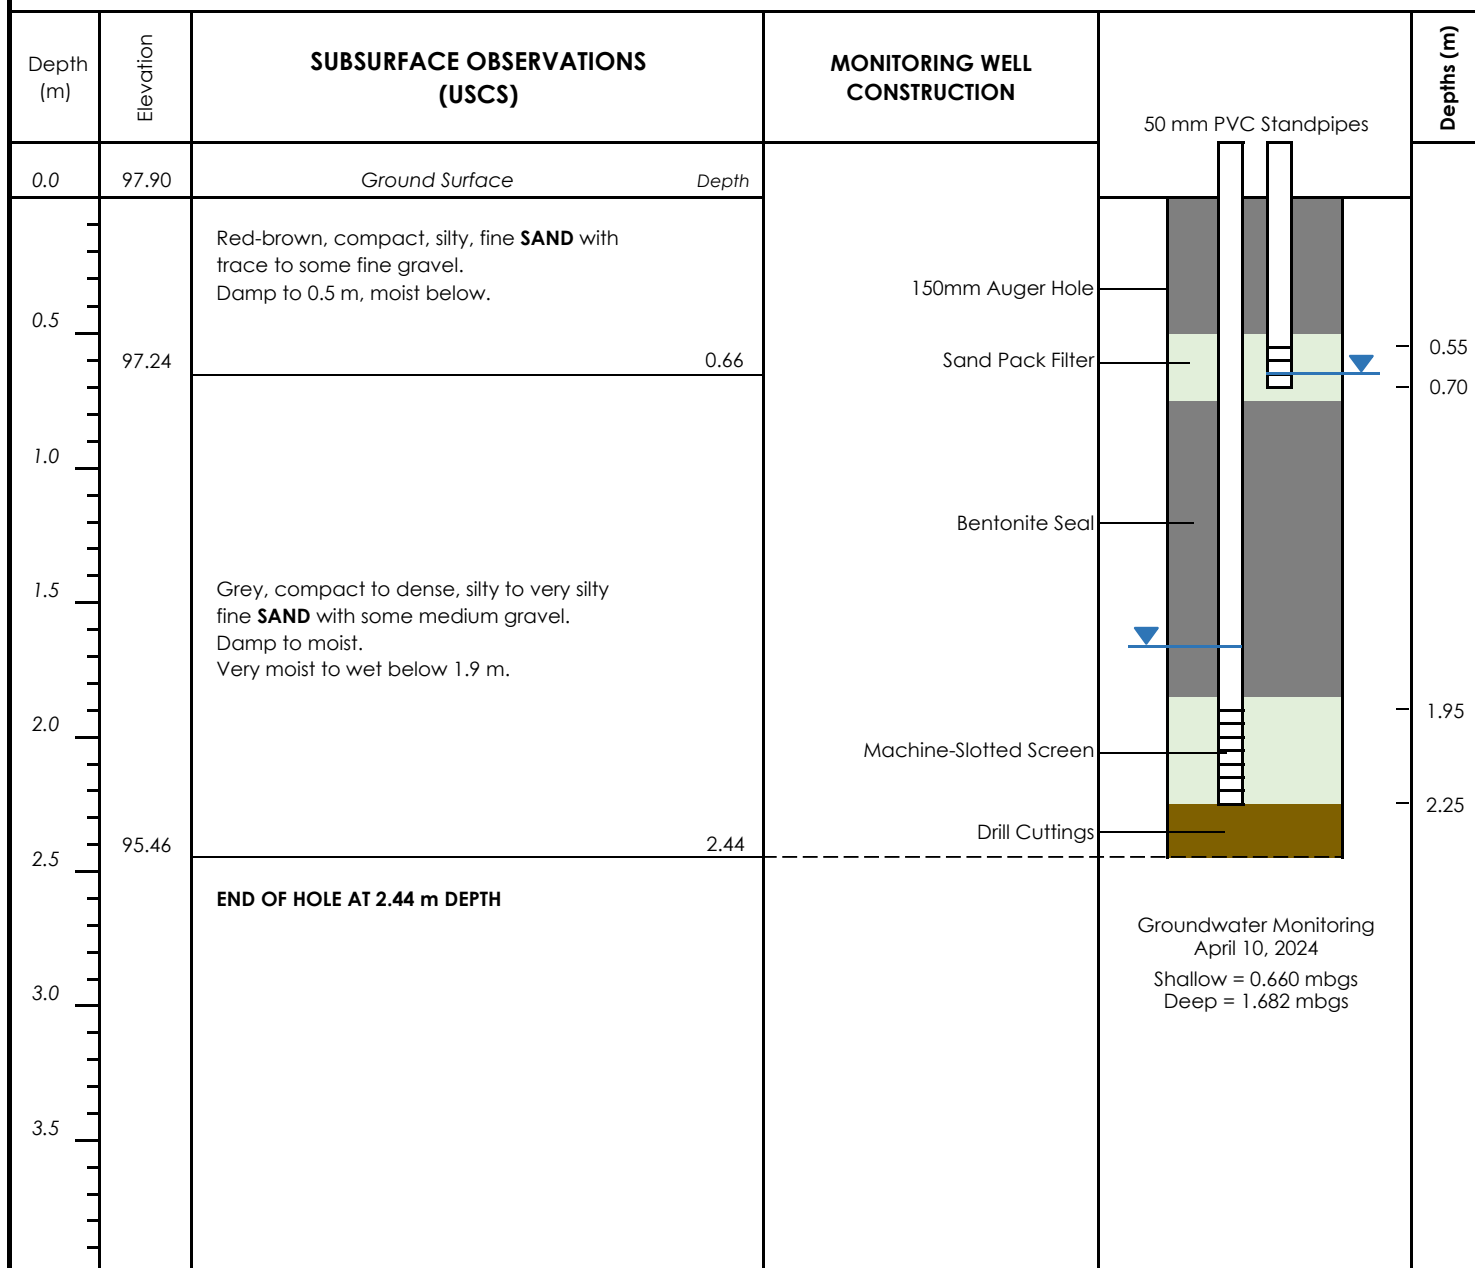 Depth
(m)
Elevation
SUBSURFACE OBSERVATIONS
(USCS)
MONITORING WELL
CONSTRUCTION
50 mm PVC Standpipes
Depths (m)
0.0
97.90
Ground Surface
Depth
Red-brown, compact, silty, fine SAND with
trace to some fine gravel.
Damp to 0.5 m, moist below.
150mm Auger Hole
0.5
97.24
0.66
Sand Pack Filter
0.55
0.70
1.0
Bentonite Seal
1.5
Grey, compact to dense, silty to very silty
fine SAND with some medium gravel.
Damp to moist.
Very moist to wet below 1.9 m.
1.95
2.0
Machine-Slotted Screen
2.25
Drill Cuttings
95.46
2.44
2.5
END OF HOLE AT 2.44 m DEPTH
Groundwater Monitoring
April 10, 2024
Shallow = 0.660 mbgs
Deep = 1.682 mbgs
3.0
3.5